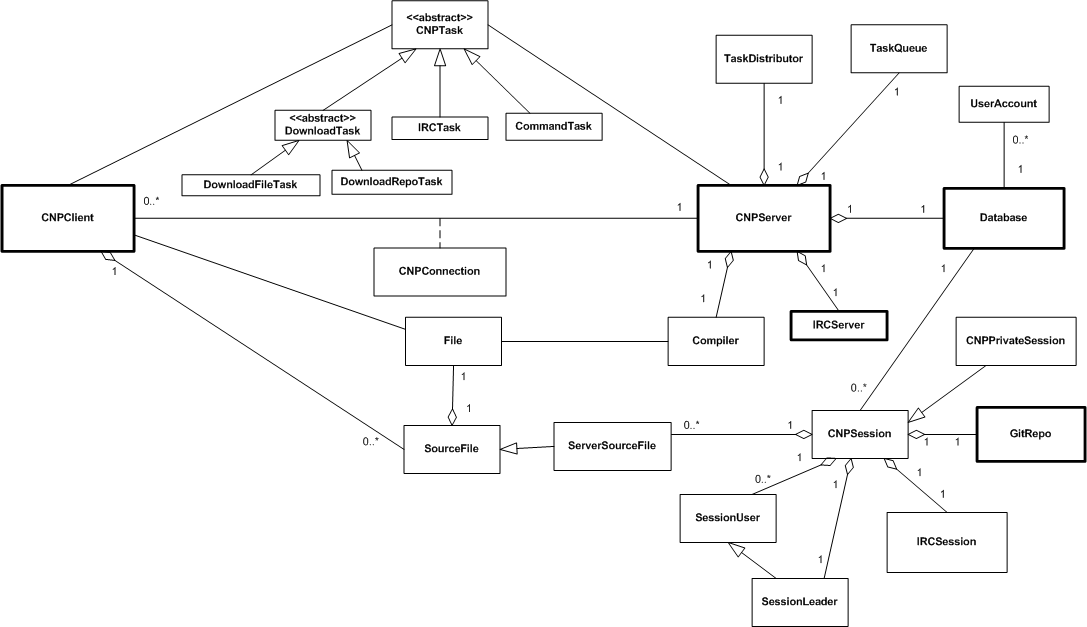 <<abstract>>
CNPTask
TaskDistributor
TaskQueue
1
1
UserAccount
0..*
<<abstract>>
DownloadTask
IRCTask
CommandTask
DownloadFileTask
DownloadRepoTask
1
1
1
CNPClient
0..*
1
CNPServer
1
1
Database
1
CNPConnection
1
1
1
1
1
IRCServer
File
Compiler
CNPPrivateSession
1
1
0..*
0..*
SourceFile
ServerSourceFile
0..*
1
CNPSession
1
1
GitRepo
1
0..*
1
1
1
SessionUser
IRCSession
1
SessionLeader